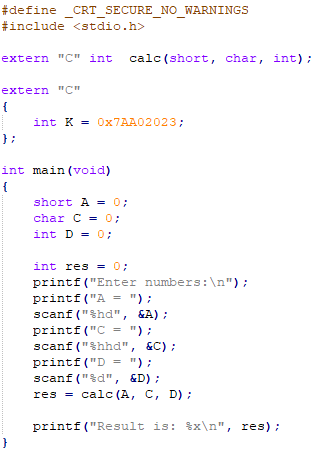 #define _CRT_SECURE_NO_WARNINGS
#include <stdio.h>
extern "C" int  calc(short, char, int);
extern "C"
{
    int K = 0x7AA02023;
};
int main(void)
{
    short A = 0;
    char C = 0;
    int D = 0;
    int res = 0;
    printf("Enter numbers:\n");
    printf("A = ");
    scanf("%hd", &A);
    printf("C = ");
    scanf("%hhd", &C);
    printf("D = ");
    scanf("%d", &D);
    res = calc(A, C, D);
    printf("Result is: %x\n", res);
}